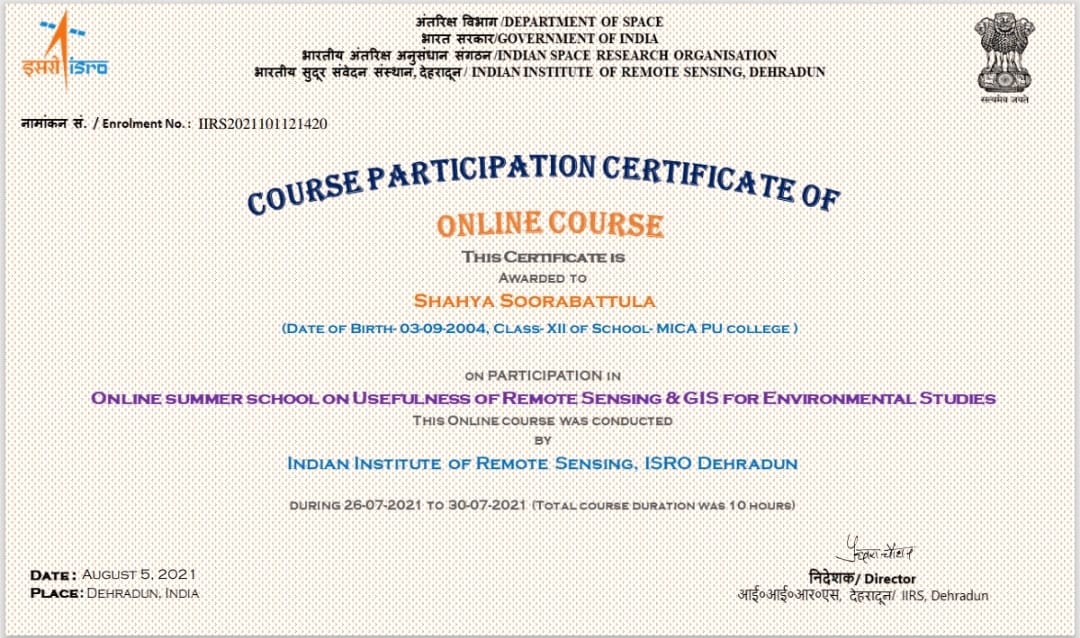 इसरो isro
अंतरिक्ष विभाग /DEPARTMENT OF SPACE
भारत सरकार/GOVERNMENT OF INDIA
भारतीय अंतरिक्ष अनुसंधान संगठन /INDIAN SPACE RESEARCH ORGANISATION
भारतीय सुदूर संवेदन संस्थान, देहरादून/ INDIAN INSTITUTE OF REMOTE SENSING, DEHRADUN
सत्यमेव जयते
नामांकन सं. / Enrolment No. : IIRS2021101121420
COURSE PARTICIPATION CERTIFICATE OF
ONLINE COURSE
THIS CERTIFICATE IS
AWARDED TO
SHAHYA SOORABATTULA
(DATE OF BIRTH- 03-09-2004, CLASS- XII OF SCHOOL- MICA PU COLLEGE )
ON PARTICIPATION IN
ONLINE SUMMER SCHOOL ON USEFULNESS OF REMOTE SENSING & GIS FOR ENVIRONMENTAL STUDIES
THIS ONLINE COURSE WAS CONDUCTED
BY
INDIAN INSTITUTE OF REMOTE SENSING, ISRO DEHRADUN
DURING 26-07-2021 TO 30-07-2021 (TOTAL COURSE DURATION WAS 10 HOURS)
DATE : AUGUST 5, 2021
PLACE: DEHRADUN, INDIA
निदेशक/ Director
आई०आई०आर०एस, देहरादून/ IIRS, Dehradun